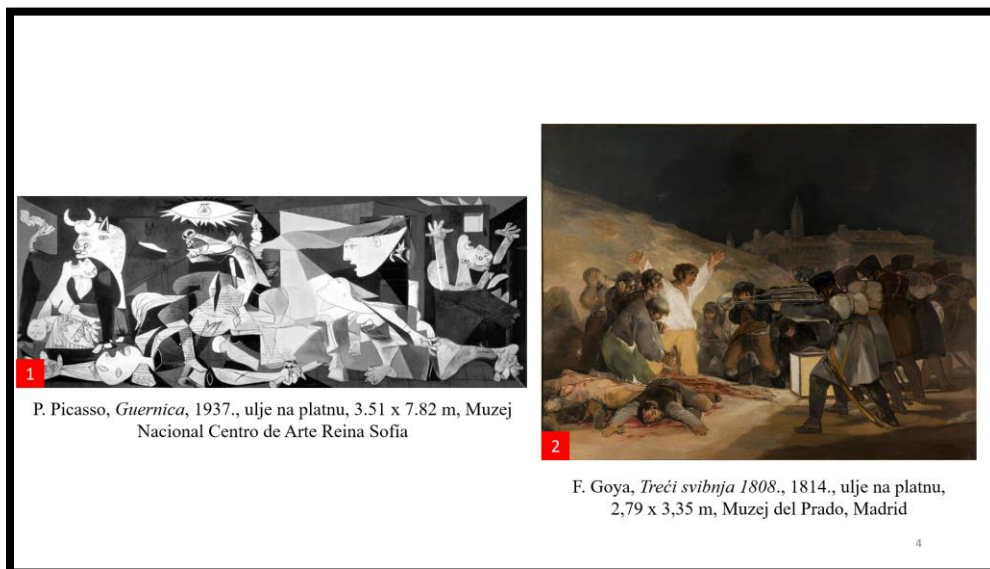 1
P. Picasso, Guernica, 1937., ulje na platnu, 3.51 x 7.82 m, Muzej
Nacional Centro de Arte Reina Sofía
2
F. Goya, Treći svibnja 1808., 1814., ulje na platnu,
2,79 x 3,35 m, Muzej del Prado, Madrid
4